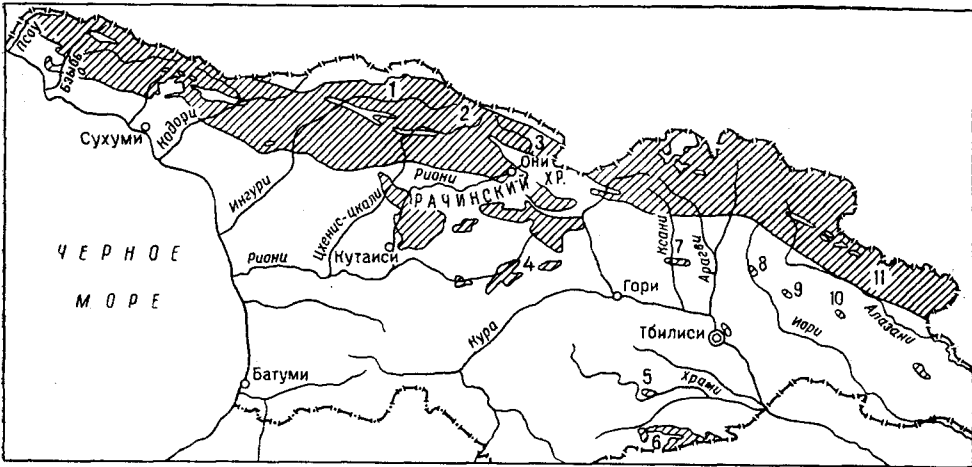 Псоу
Бзыбь
1
2
3
Сухуми
Кодори
Они
Риони
РАЧИНСКИЙ ХР.
Ингури
Цхенис-цкали
ЧЕРНОЕ
МОРЕ
Риони
Кутаиси
4
Ксани
7
Арагви
8
9
10
11
Алазани
Иори
Гори
Тбилиси
Кура
Батуми
5
Храми
6